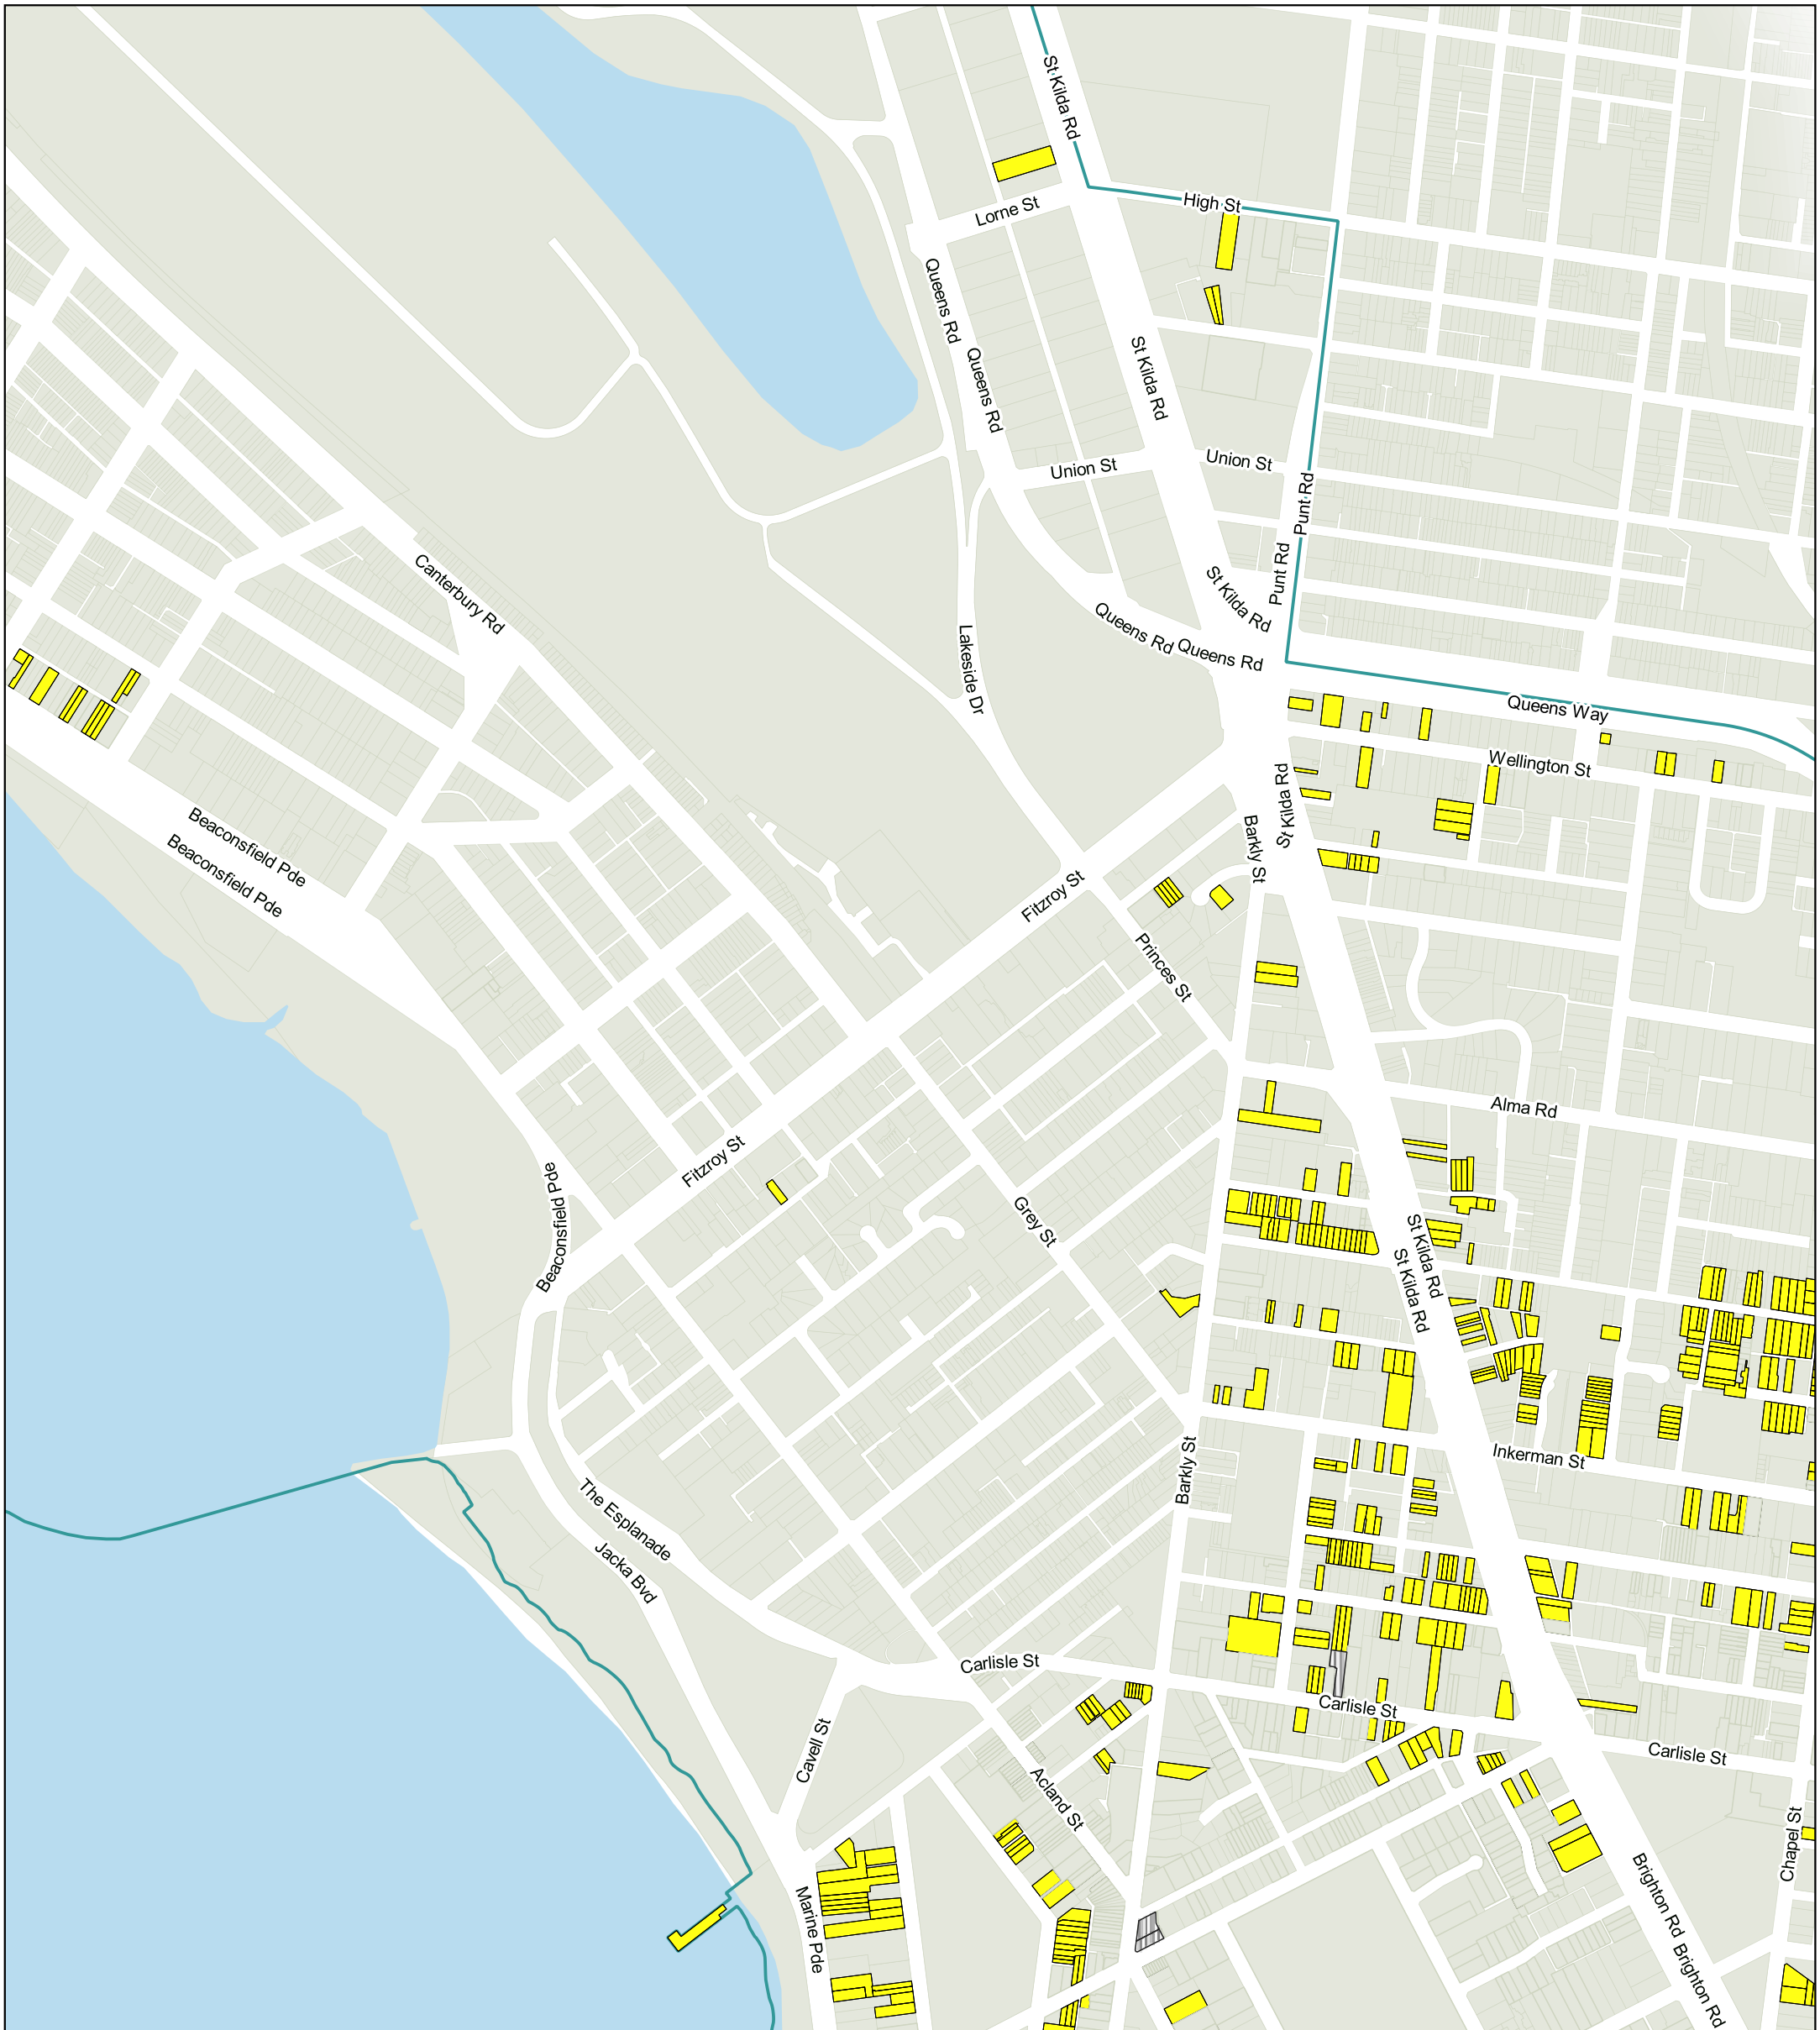 St Kilda Rd
High St
Lorne St
Queens Rd
Queens Rd
St Kilda Rd
Union St
Union St
Punt Rd
Punt Rd
Canterbury Rd
St Kilda Rd
Queens Rd
Queens Rd
Lakeside Dr
Queens Way
Wellington St
St Kilda Rd
Barkly St
Beaconsfield Pde
Beaconsfield Pde
Fitzroy St
Princes St
Alma Rd
Fitzroy St
Beaconsfield Pde
Grey St
St Kilda Rd
St Kilda Rd
Barkly St
Inkerman St
The Esplanade
Jacka Bvd
Carlisle St
Carlisle St
Cavell St
Carlisle St
Acland St
Chapel St
Marine Pde
Brighton Rd
Brighton Rd